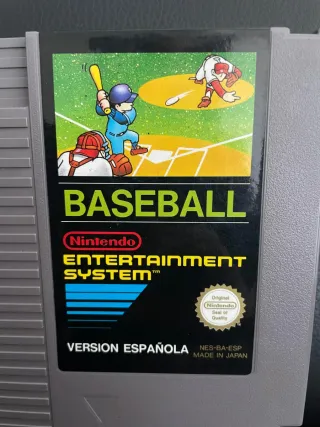 BASEBALL
Nintendo
ENTERTAINMENT
SYSTEM™
Original
Nintendo
Seal of
Quality
VERSION ESPAÑOLA
NES-BA-ESP
MADE IN JAPAN